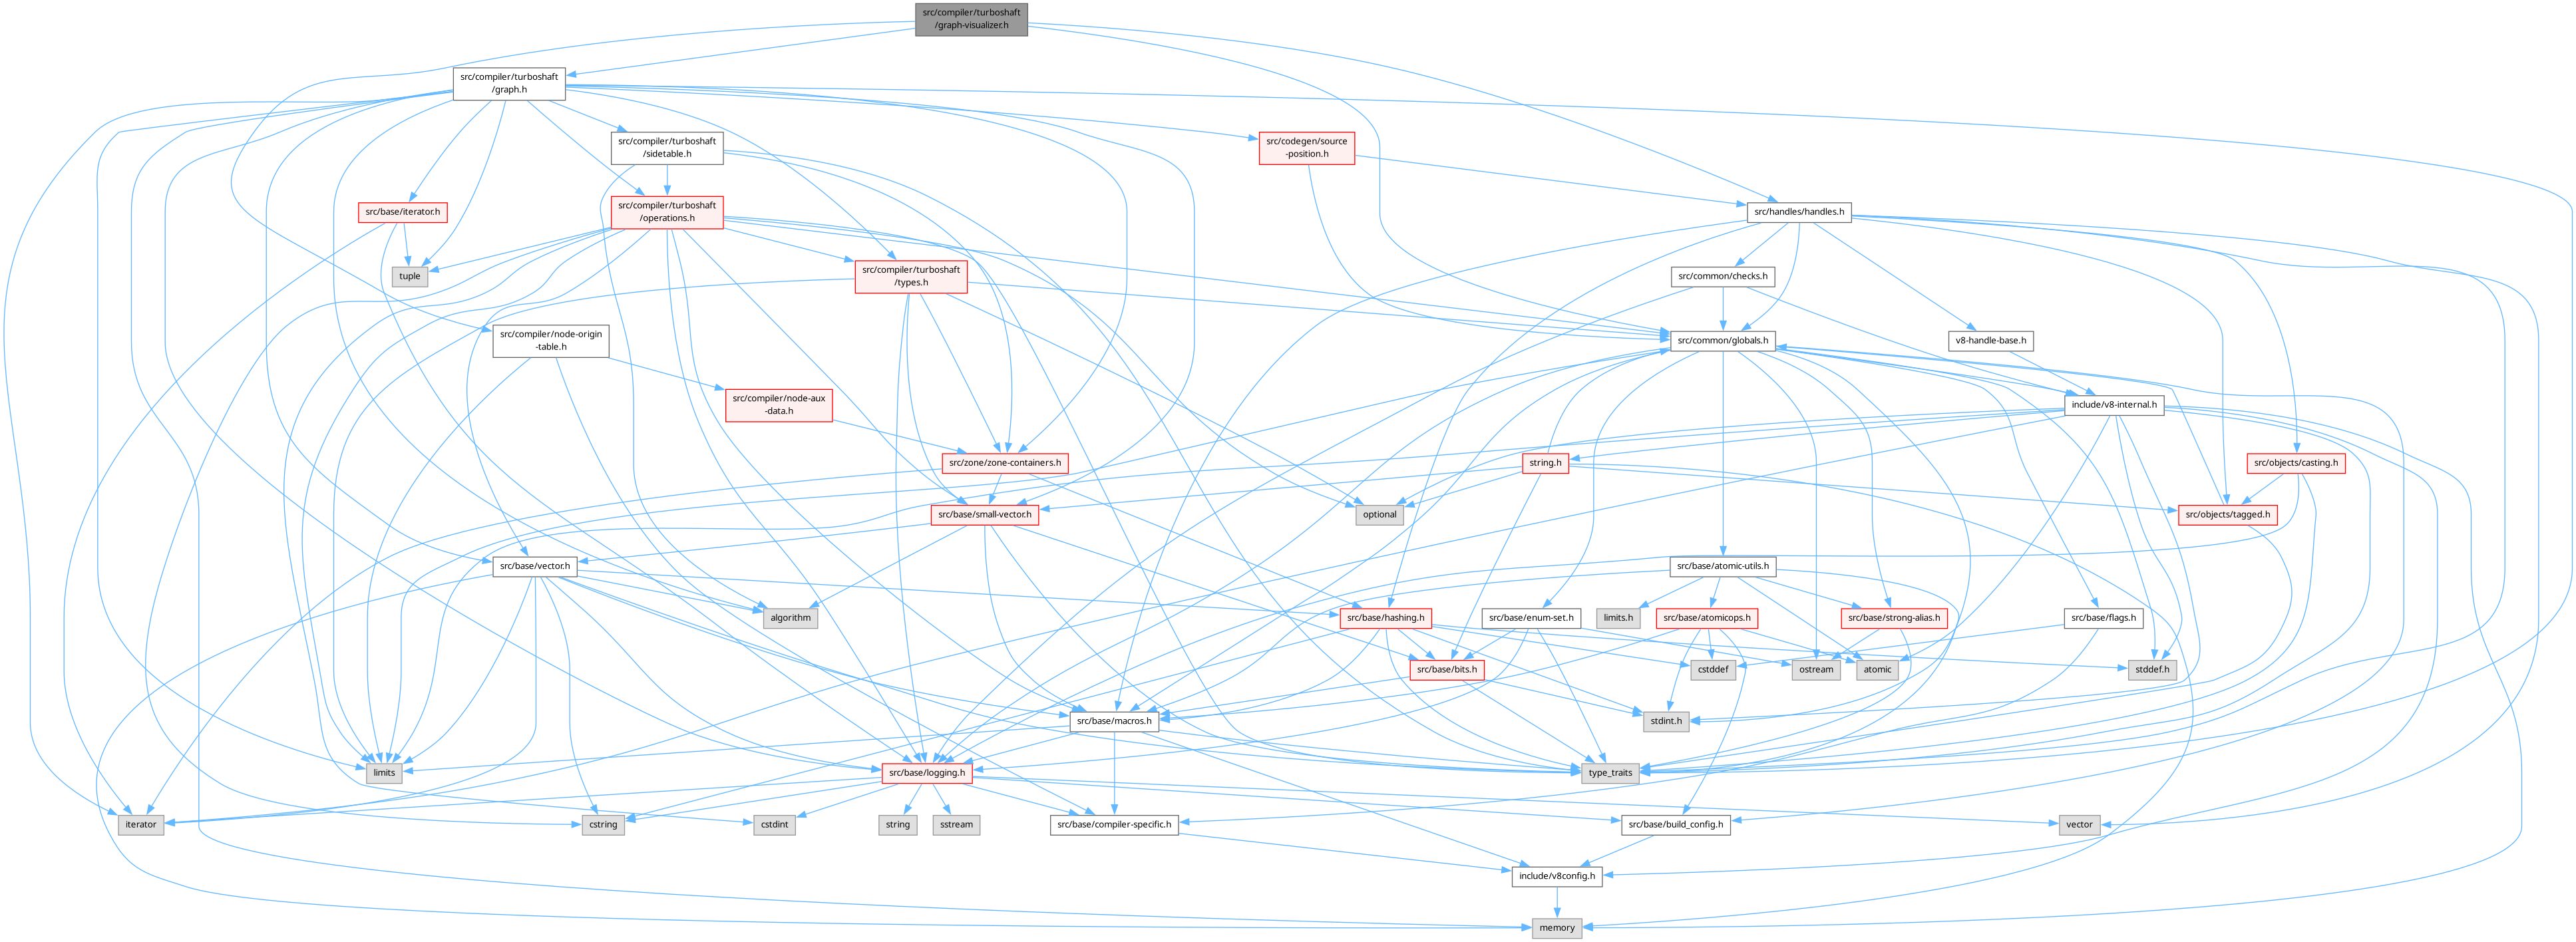 src/compiler/turboshaft
/graph-visualizer.h
src/compiler/turboshaft
/graph.h
src/compiler/turboshaft
/sidetable.h
src/codegen/source
-position.h
src/base/iterator.h
src/compiler/turboshaft
/operations.h
src/handles/handles.h
tuple
src/compiler/turboshaft
/types.h
src/common/checks.h
src/compiler/node-origin
-table.h
src/common/globals.h
v8-handle-base.h
src/compiler/node-aux
-data.h
include/v8-internal.h
src/zone/zone-containers.h
string.h
src/objects/casting.h
src/base/small-vector.h
optional
src/objects/tagged.h
src/base/vector.h
src/base/atomic-utils.h
algorithm
src/base/hashing.h
src/base/enum-set.h
limits.h
src/base/atomicops.h
src/base/strong-alias.h
src/base/flags.h
src/base/bits.h
cstddef
ostream
atomic
stddef.h
src/base/macros.h
stdint.h
limits
src/base/logging.h
type_traits
iterator
cstring
cstdint
string
sstream
src/base/compiler-specific.h
src/base/build_config.h
vector
include/v8config.h
memory